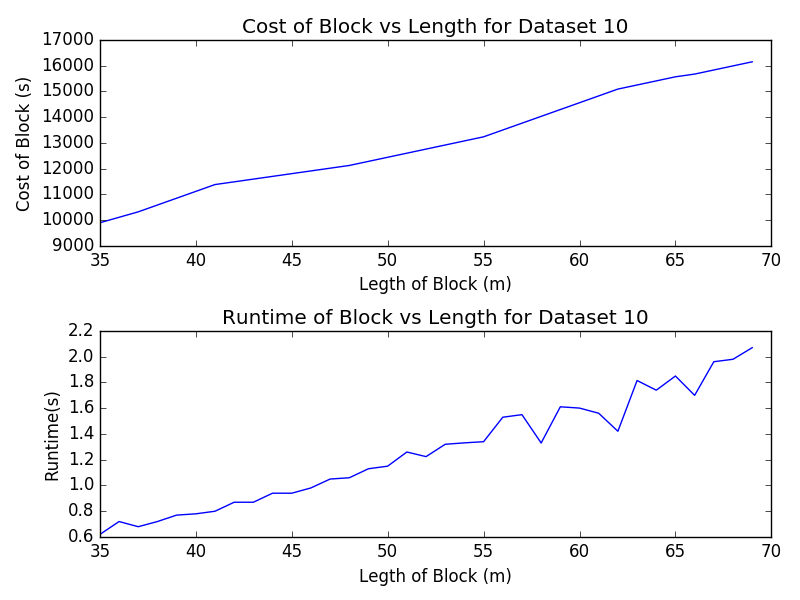 Cost of Block vs Length for Dataset 10
17000
16000
15000
14000
13000
12000
11000
10000
9000
Cost of Block (s)
35 40 45 50 55 60 65 70
Legth of Block (m)
Runtime of Block vs Length for Dataset 10
2.2
2.0
1.8
1.6
1.4
1.2
1.0
0.8
0.6
Runtime(s)
35 40 45 50 55 60 65 70
Legth of Block (m)